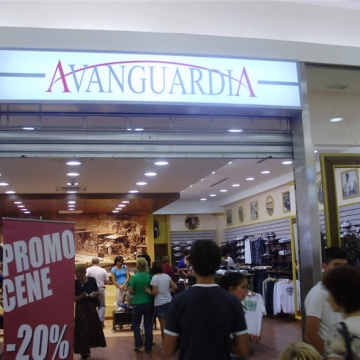 AVANGUARDIA
PROMO
CENE
-20%